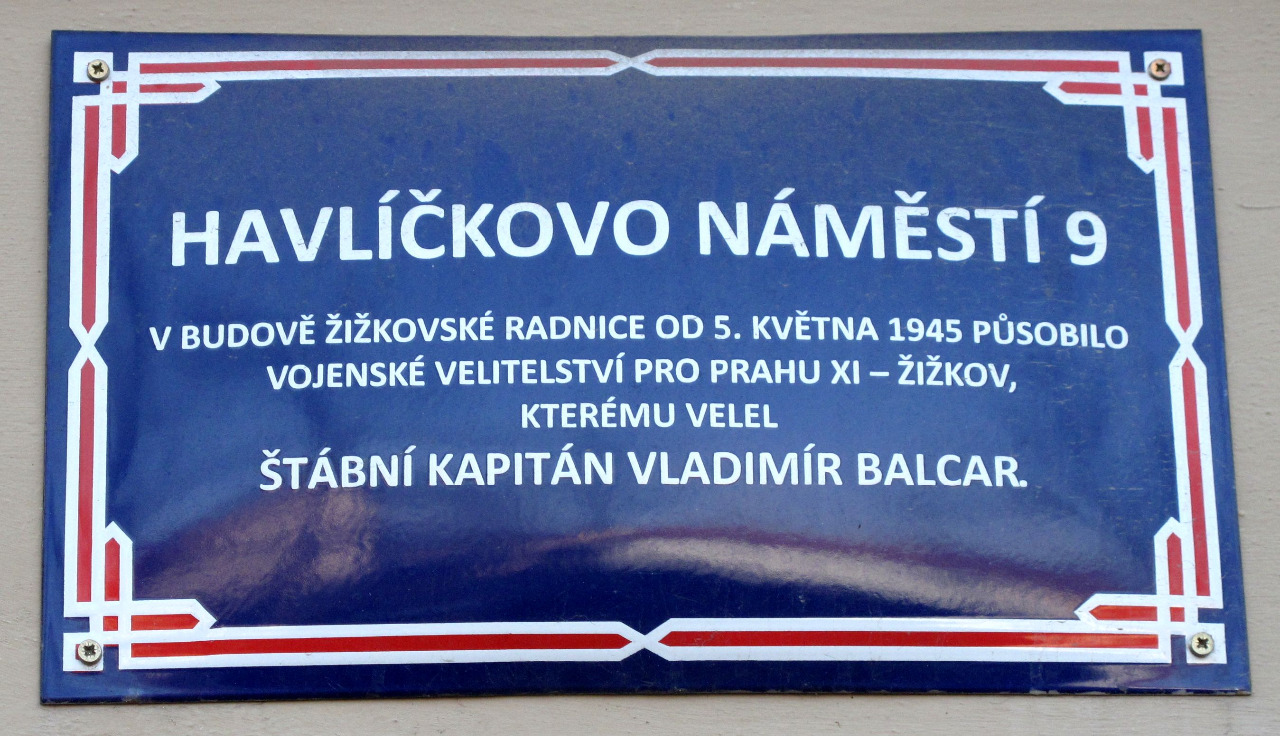 HAVLÍČKOVO NÁMĚSTÍ 9
V BUDOVĚ ŽIŽKOVSKÉ RADNICE OD 5. KVĚTNA 1945 PŮSOBILO
VOJENSKÉ VELITELSTVÍ PRO PRAHU XI – ŽIŽKOV,
KTERÉMU VELEL
ŠTÁBNÍ KAPITÁN VLADIMÍR BALCAR.